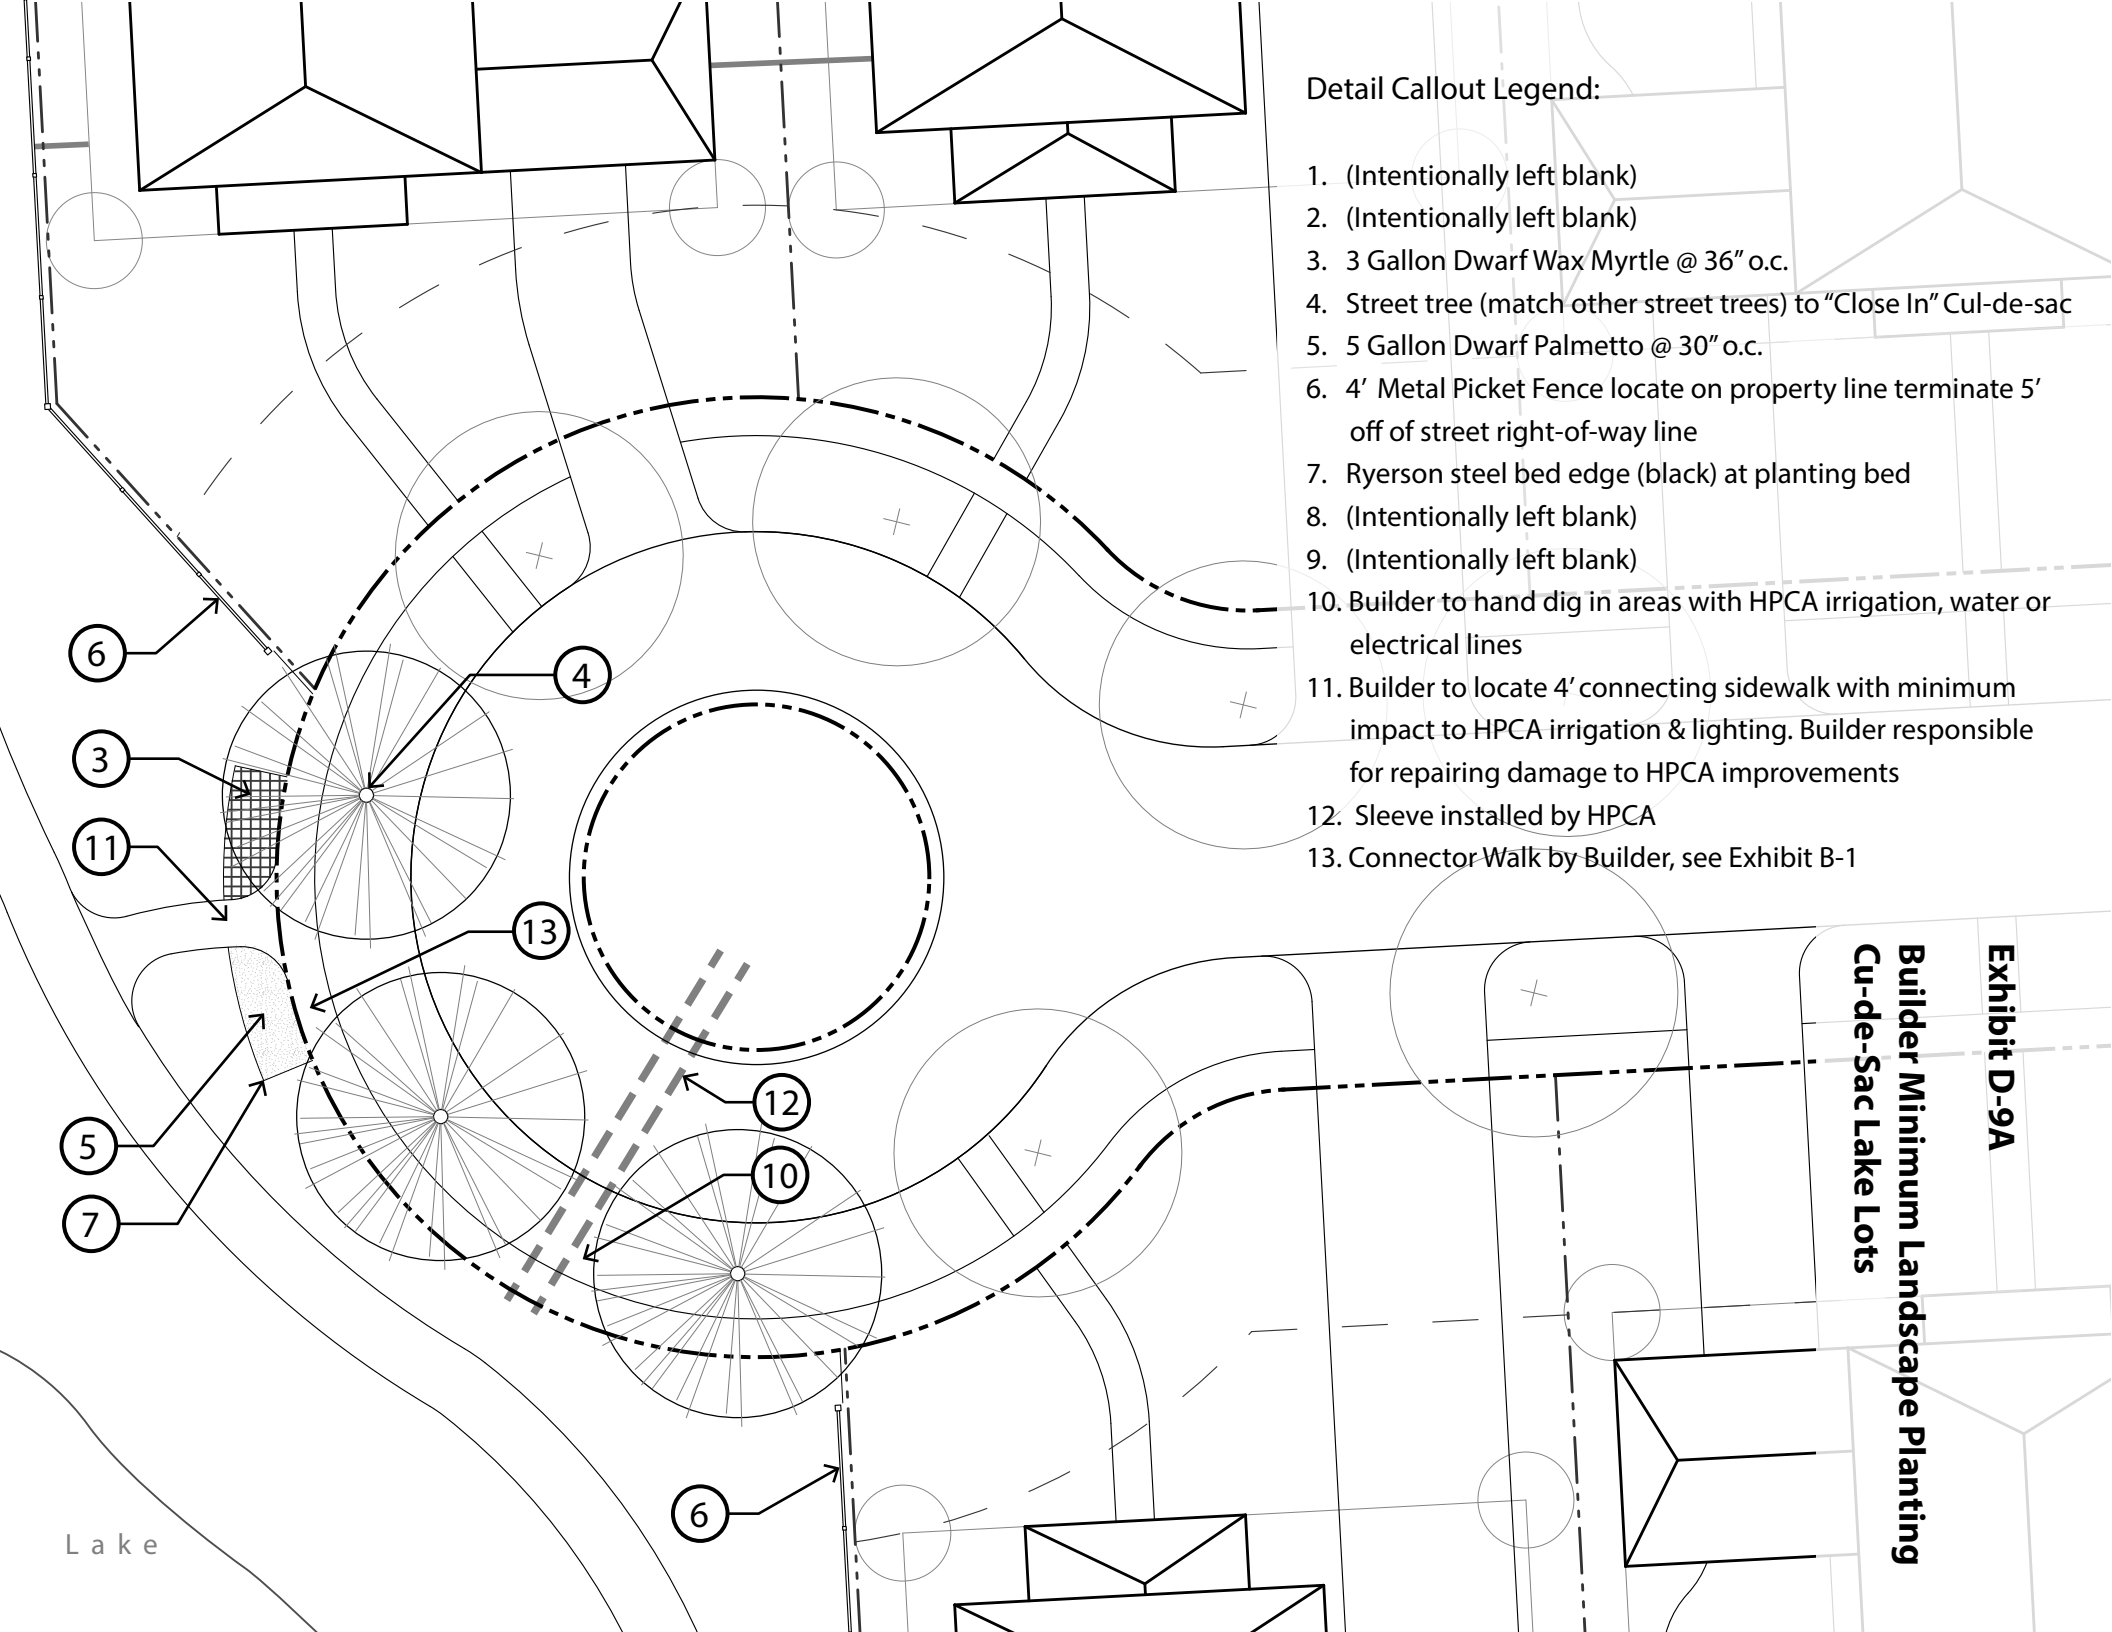 Detail Callout Legend:
1. (Intentionally left blank)
2. (Intentionally left blank)
3. 3 Gallon Dwarf Wax Myrtle @ 36” o.c.
4. Street tree (match other street trees) to “Close In” Cul-de-sac
5. 5 Gallon Dwarf Palmetto @ 30” o.c.
6. 4’ Metal Picket Fence locate on property line terminate 5’
off of street right-of-way line
7. Ryerson steel bed edge (black) at planting bed
8. (Intentionally left blank)
9. (Intentionally left blank)
10. Builder to hand dig in areas with HPCA irrigation, water or
electrical lines
11. Builder to locate 4’ connecting sidewalk with minimum
impact to HPCA irrigation & lighting. Builder responsible
for repairing damage to HPCA improvements
12. Sleeve installed by HPCA
13. Connector Walk by Builder, see Exhibit B-1
6
4
3
11
13
5
12
10
7
6
Lake
Exhibit D-9A
Builder Minimum Landscape Planting
Cu-de-Sac Lake Lots